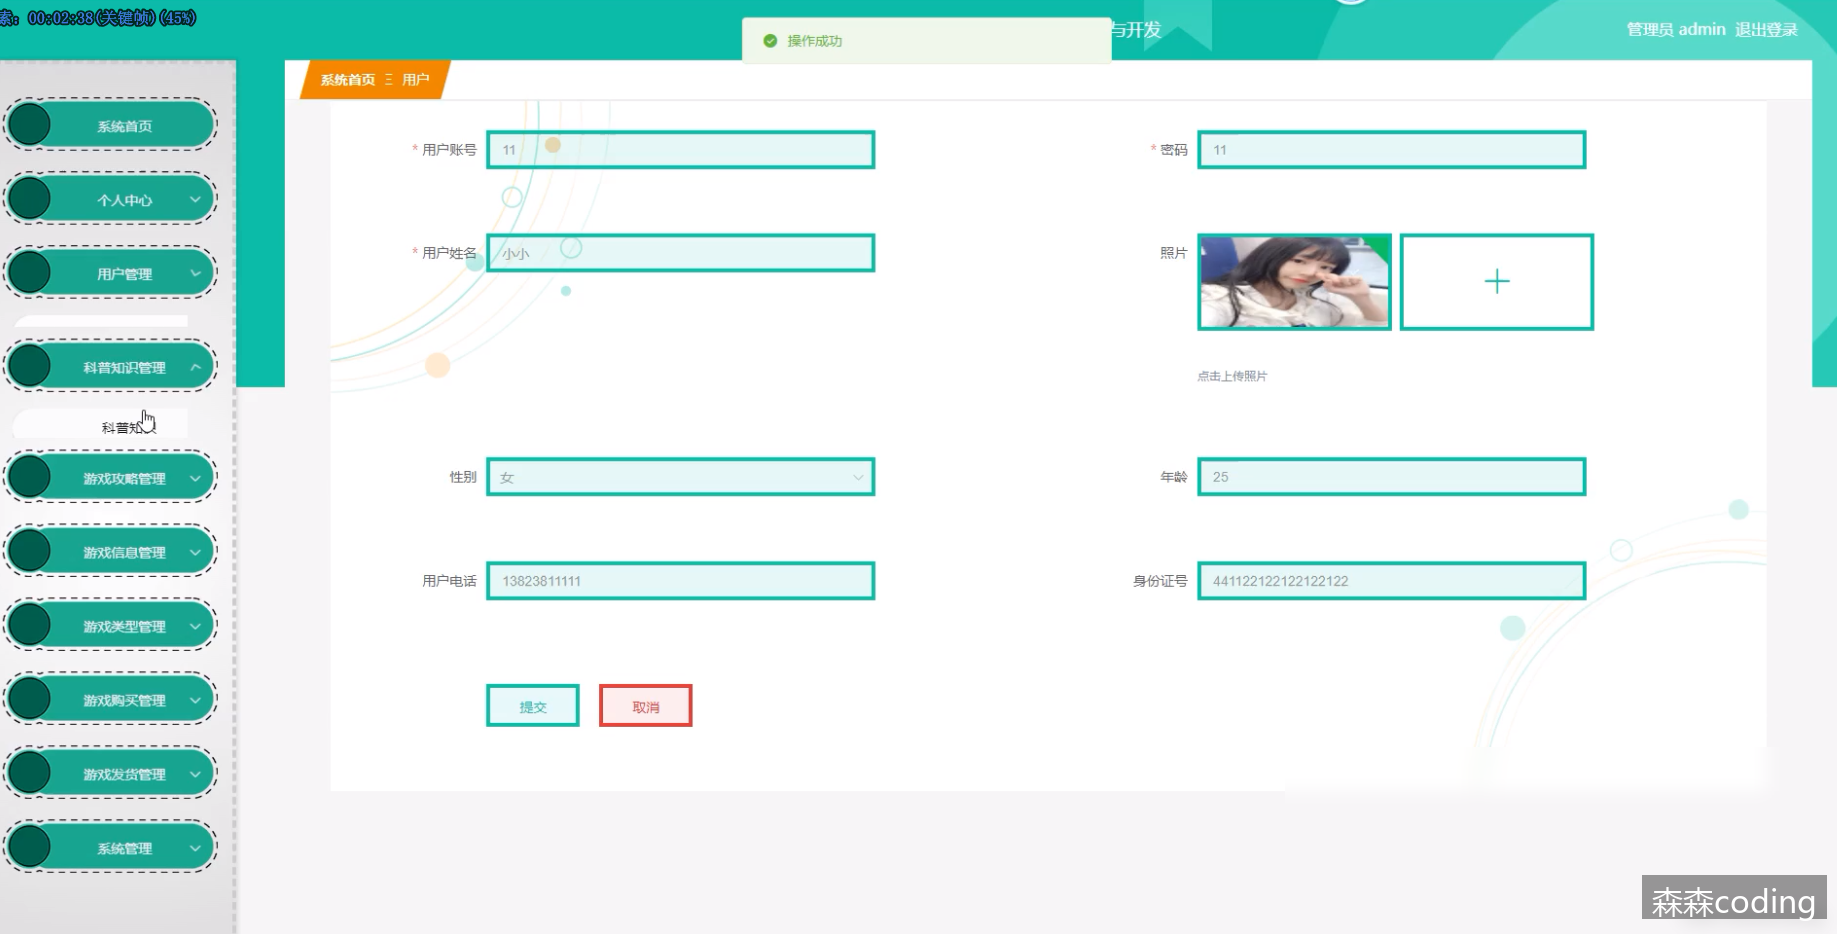 索: 00:02:38(关键帧)(45%)
操作成功
与开发
管理员 admin 退出登录
系统首页 三 用户
系统首页
个人中心
用户管理
科普知识管理
科普知识
游戏攻略管理
游戏信息管理
游戏类型管理
游戏购买管理
游戏发货管理
系统管理
* 用户账号 11
* 密码 11
* 用户姓名 小小
照片
点击上传照片
性别 女
年龄 25
用户电话 13823811111
身份证号 441122122122122122
提交 取消
森森coding